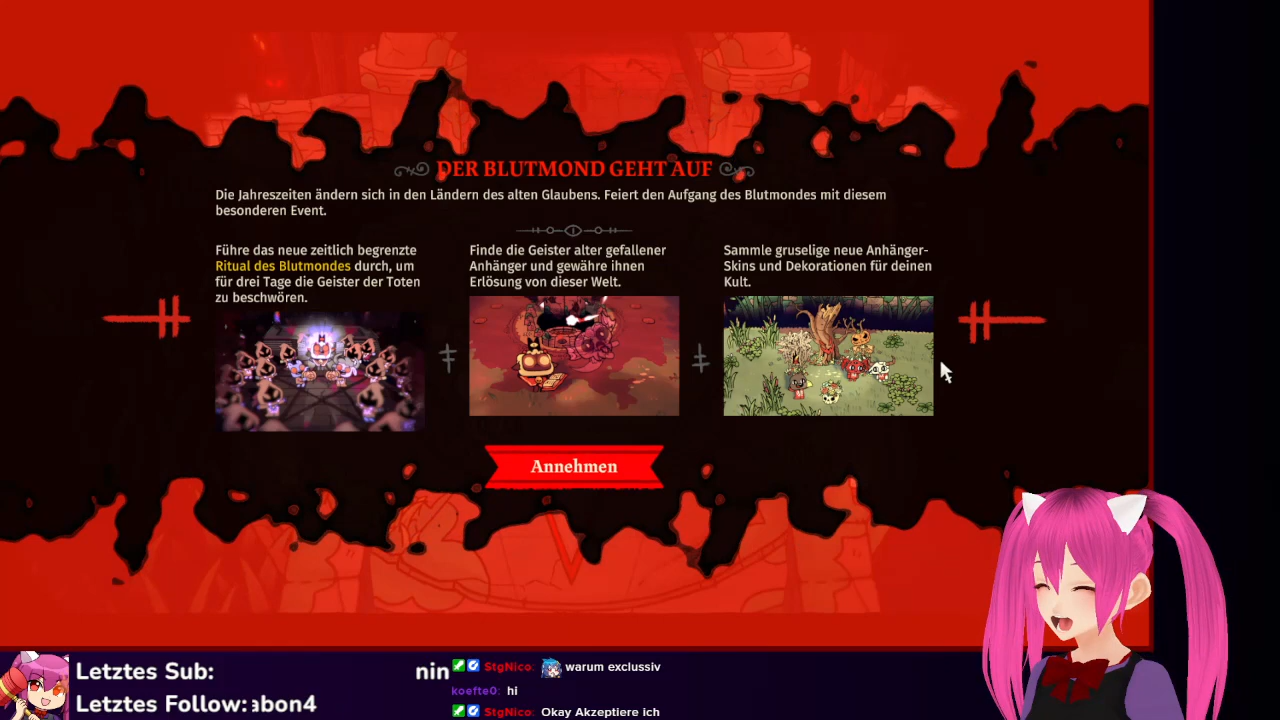 DER BLUTMOND GEHT AUF
Die Jahreszeiten ändern sich in den Ländern des alten Glaubens. Feiert den Aufgang des Blutmondes mit diesem
besonderen Event.
Führe das neue zeitlich begrenzte
Ritual des Blutmondes durch, um
für drei Tage die Geister der Toten
zu beschwören.
Finde die Geister alter gefallener
Anhänger und gewähre ihnen
Erlösung von dieser Welt.
Sammle gruselige neue Anhänger-
Skins und Dekorationen für deinen
Kult.
Annehmen
Letztes Sub: nin
Letztes Follow: abon4
StgNico: warum exclussiv
koefte0: hi
StgNico: Okay Akzeptiere ich